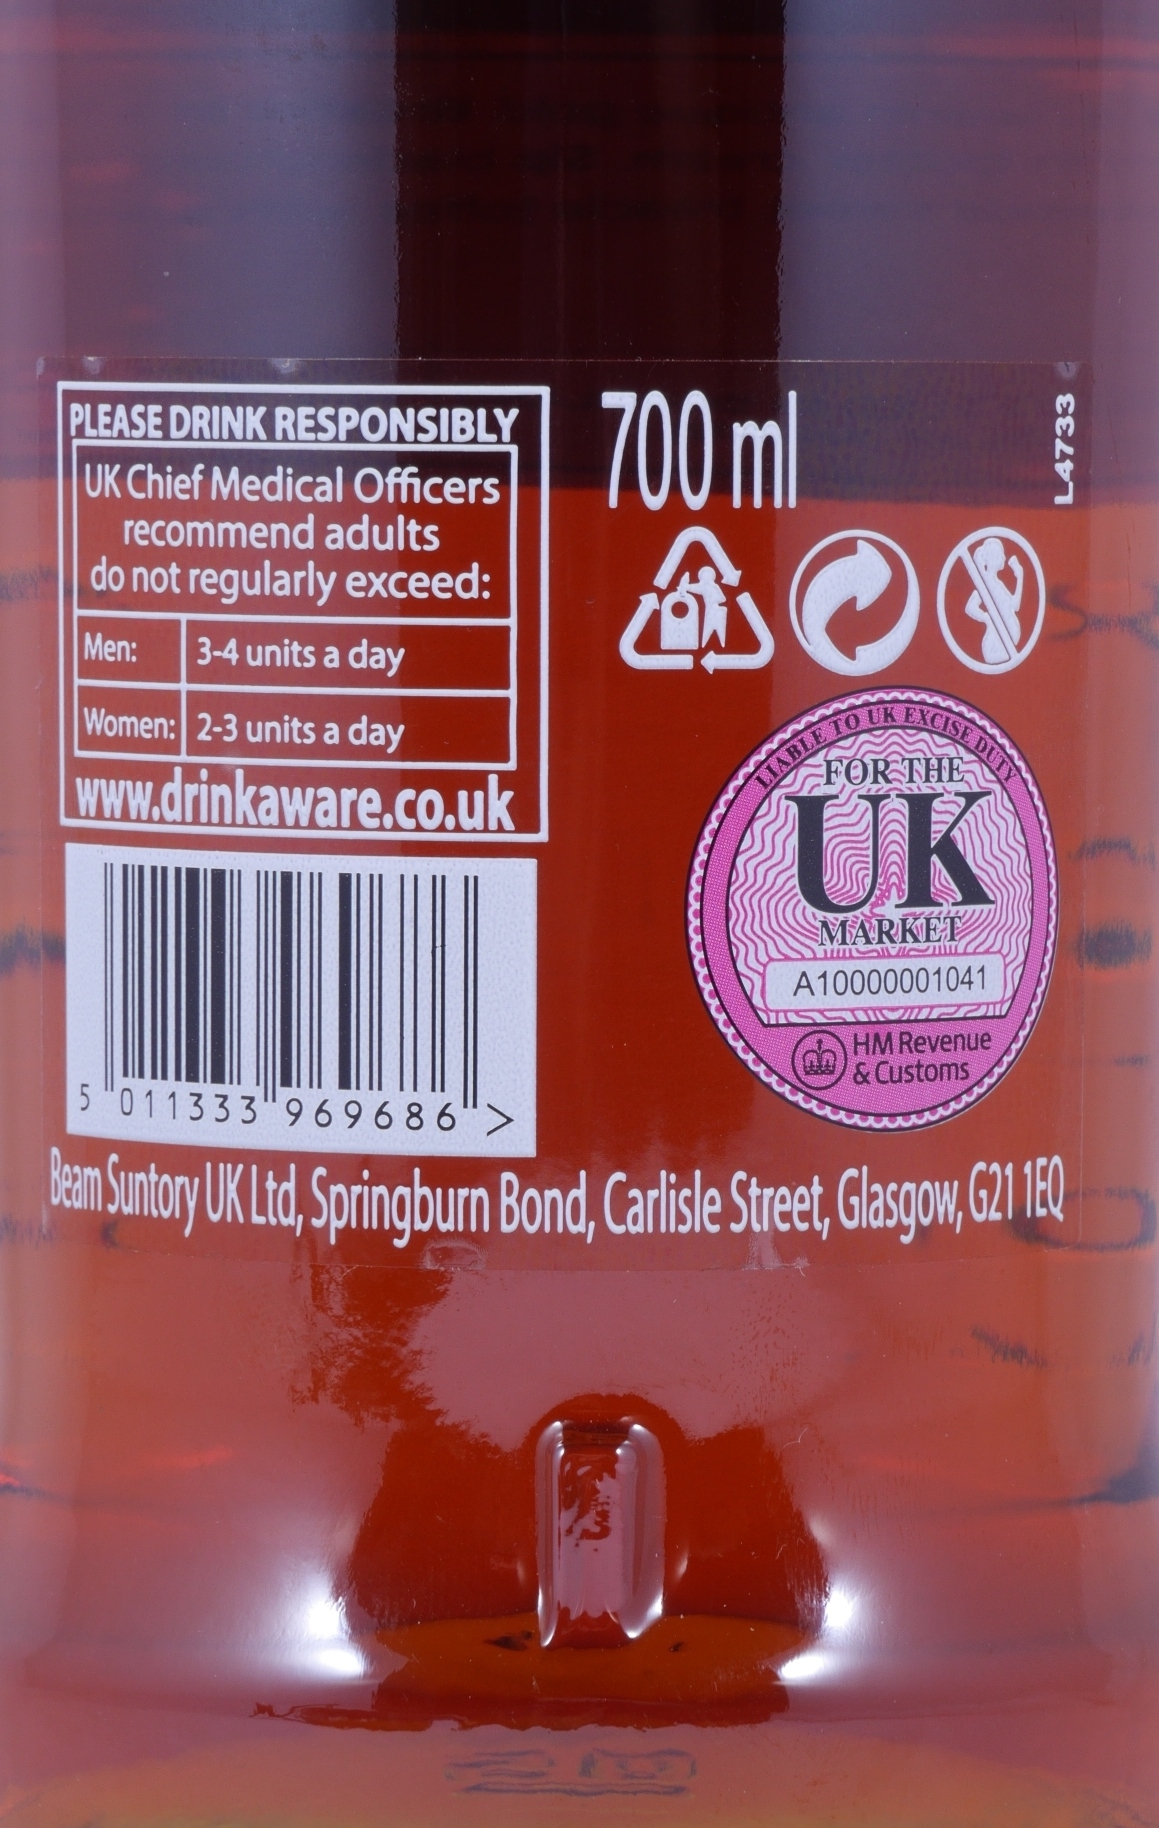 PLEASE DRINK RESPONSIBLY
UK Chief Medical Officers
recommend adults
do not regularly exceed:
Men: 3-4 units a day
Women: 2-3 units a day
www.drinkaware.co.uk
700 ml
L4733
LIABLE TO UK EXCISE DUTY
FOR THE
UK
MARKET
A10000001041
HM Revenue
& Customs
5 011333 969686 >
Beam Suntory UK Ltd, Springburn Bond, Carlisle Street, Glasgow, G21 1EQ